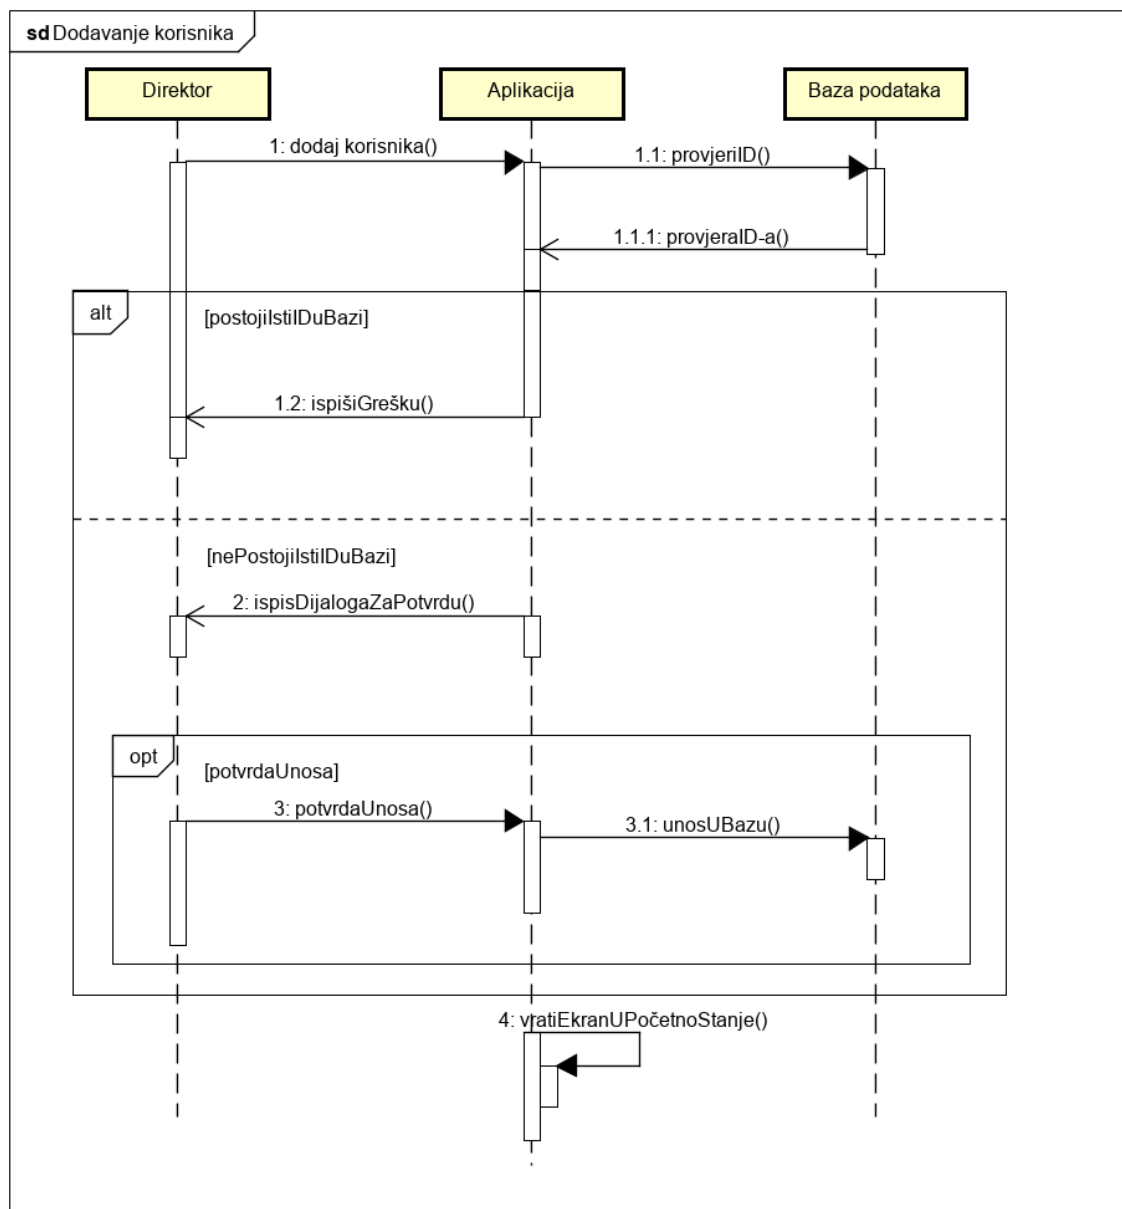 sd Dodavanje korisnika
Direktor
Aplikacija
Baza podataka
1: dodaj korisnika()
1.1: provjeriID()
1.1.1: provjeraID-a()
alt
[postojiIstiIDuBazi]
1.2: ispišiGrešku()
[nePostojiIstiIDuBazi]
2: ispisDijalogaZaPotvrdu()
opt
[potvrdaUnosa]
3: potvrdaUnosa()
3.1: unosUBazu()
4: vratiEkranUPočetnoStanje()